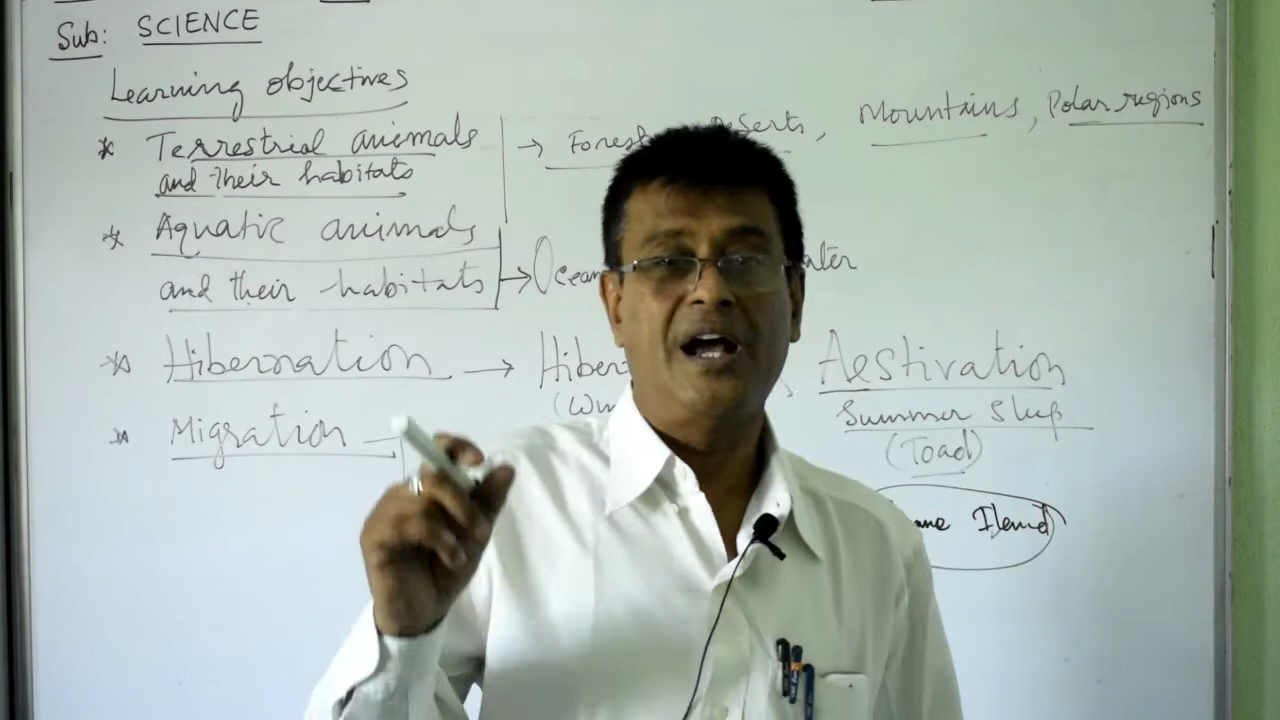 Sub: SCIENCE
Learning objectives
* Terrestrial animals → Forest Deserts, Mountains, Polar regions
and their habitats
* Aquatic animals
and their habitats → Ocean ater
* Hibernation → Hiber , Aestivation
(Win Summer Sleep
* Migration → (Toad)